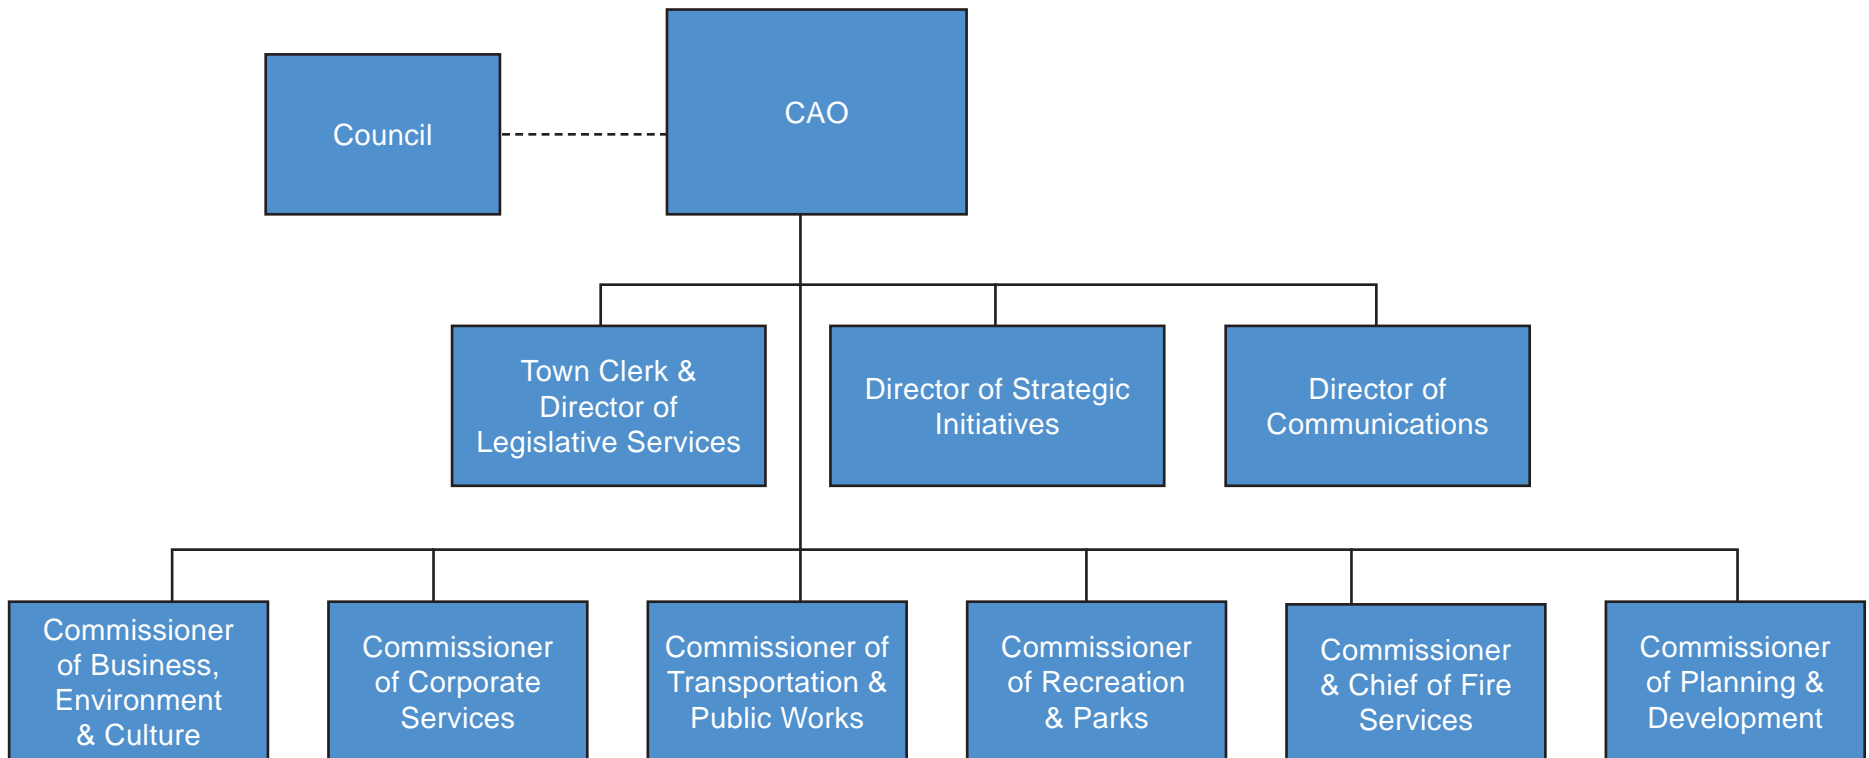 CAO
Council
Town Clerk &
Director of
Legislative Services
Director of Strategic
Initiatives
Director of
Communications
Commissioner
of Business,
Environment
& Culture
Commissioner
of Corporate
Services
Commissioner of
Transportation &
Public Works
Commissioner
of Recreation
& Parks
Commissioner
& Chief of Fire
Services
Commissioner
of Planning &
Development